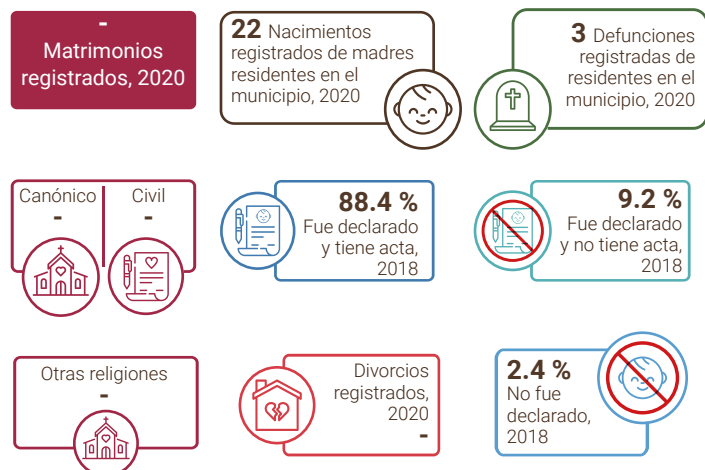 -
Matrimonios
registrados, 2020
22 Nacimientos
registrados de madres
residentes en el
municipio, 2020
3 Defunciones
registradas de
residentes en el
municipio, 2020
Canónico
-
Civil
-
88.4 %
Fue declarado
y tiene acta,
2018
9.2 %
Fue declarado
y no tiene acta,
2018
Otras religiones
-
Divorcios
registrados,
2020
-
2.4 %
No fue
declarado,
2018